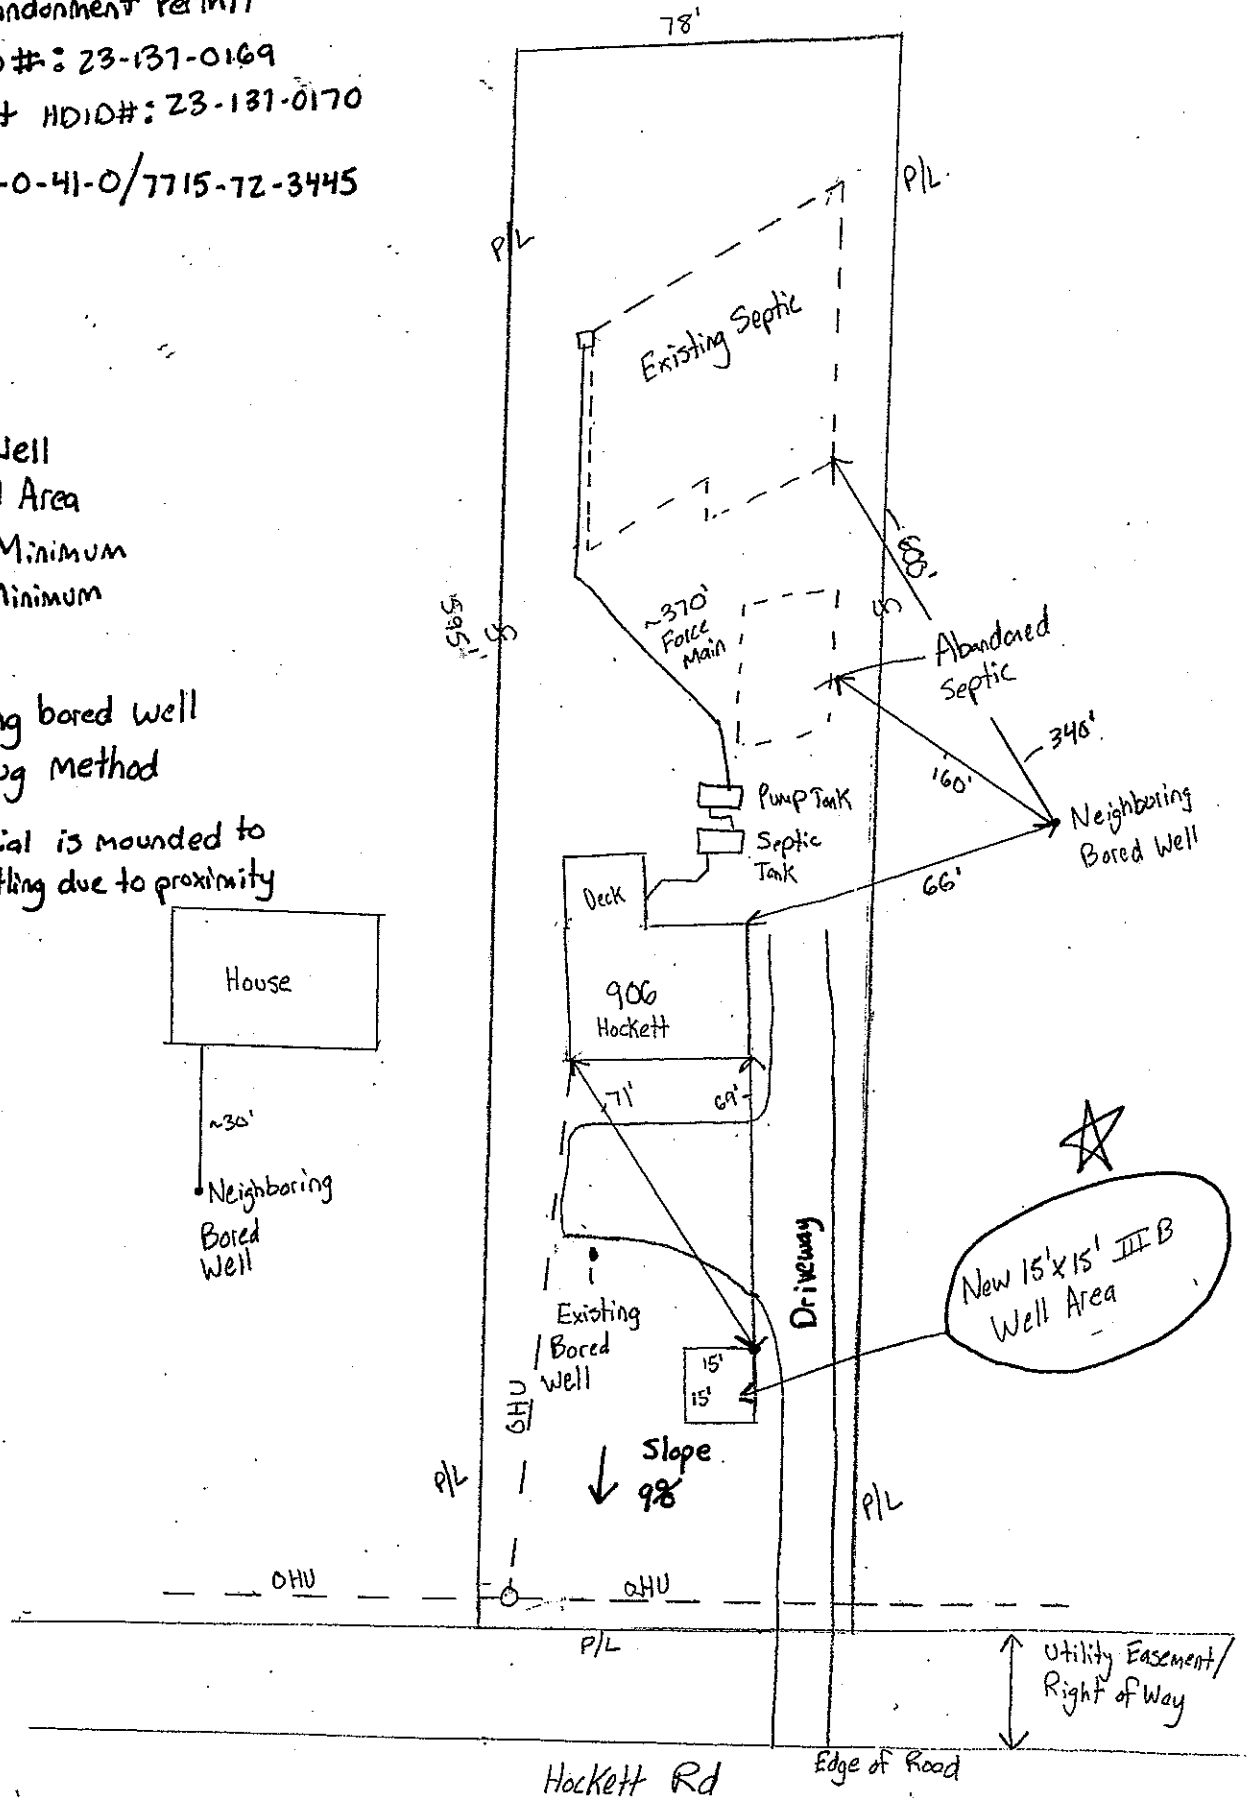 andonment Permit
#: 23-137-0169
HDID#: 23-137-0170
-0-41-0/7715-72-3445
78'
P/L
P/L
Existing Septic
Well
Area
Minimum
Minimum
595'
~370'
Force
Main
Abandoned
Septic
340'
160'
Neighboring
Bored Well
66'
bored well
method
is mounded to
due to proximity
Pump Tank
Septic
Tank
Deck
House
906
Hockett
71'
69'
~30'
Neighboring
Bored
Well
Existing
Bored
Well
Driveway
New 15'x15' III B
Well Area
15'
15'
OHU
Slope
9%
P/L
P/L
OHU
OHU
P/L
Utility Easement/
Right of Way
Edge of Road
Hockett Rd